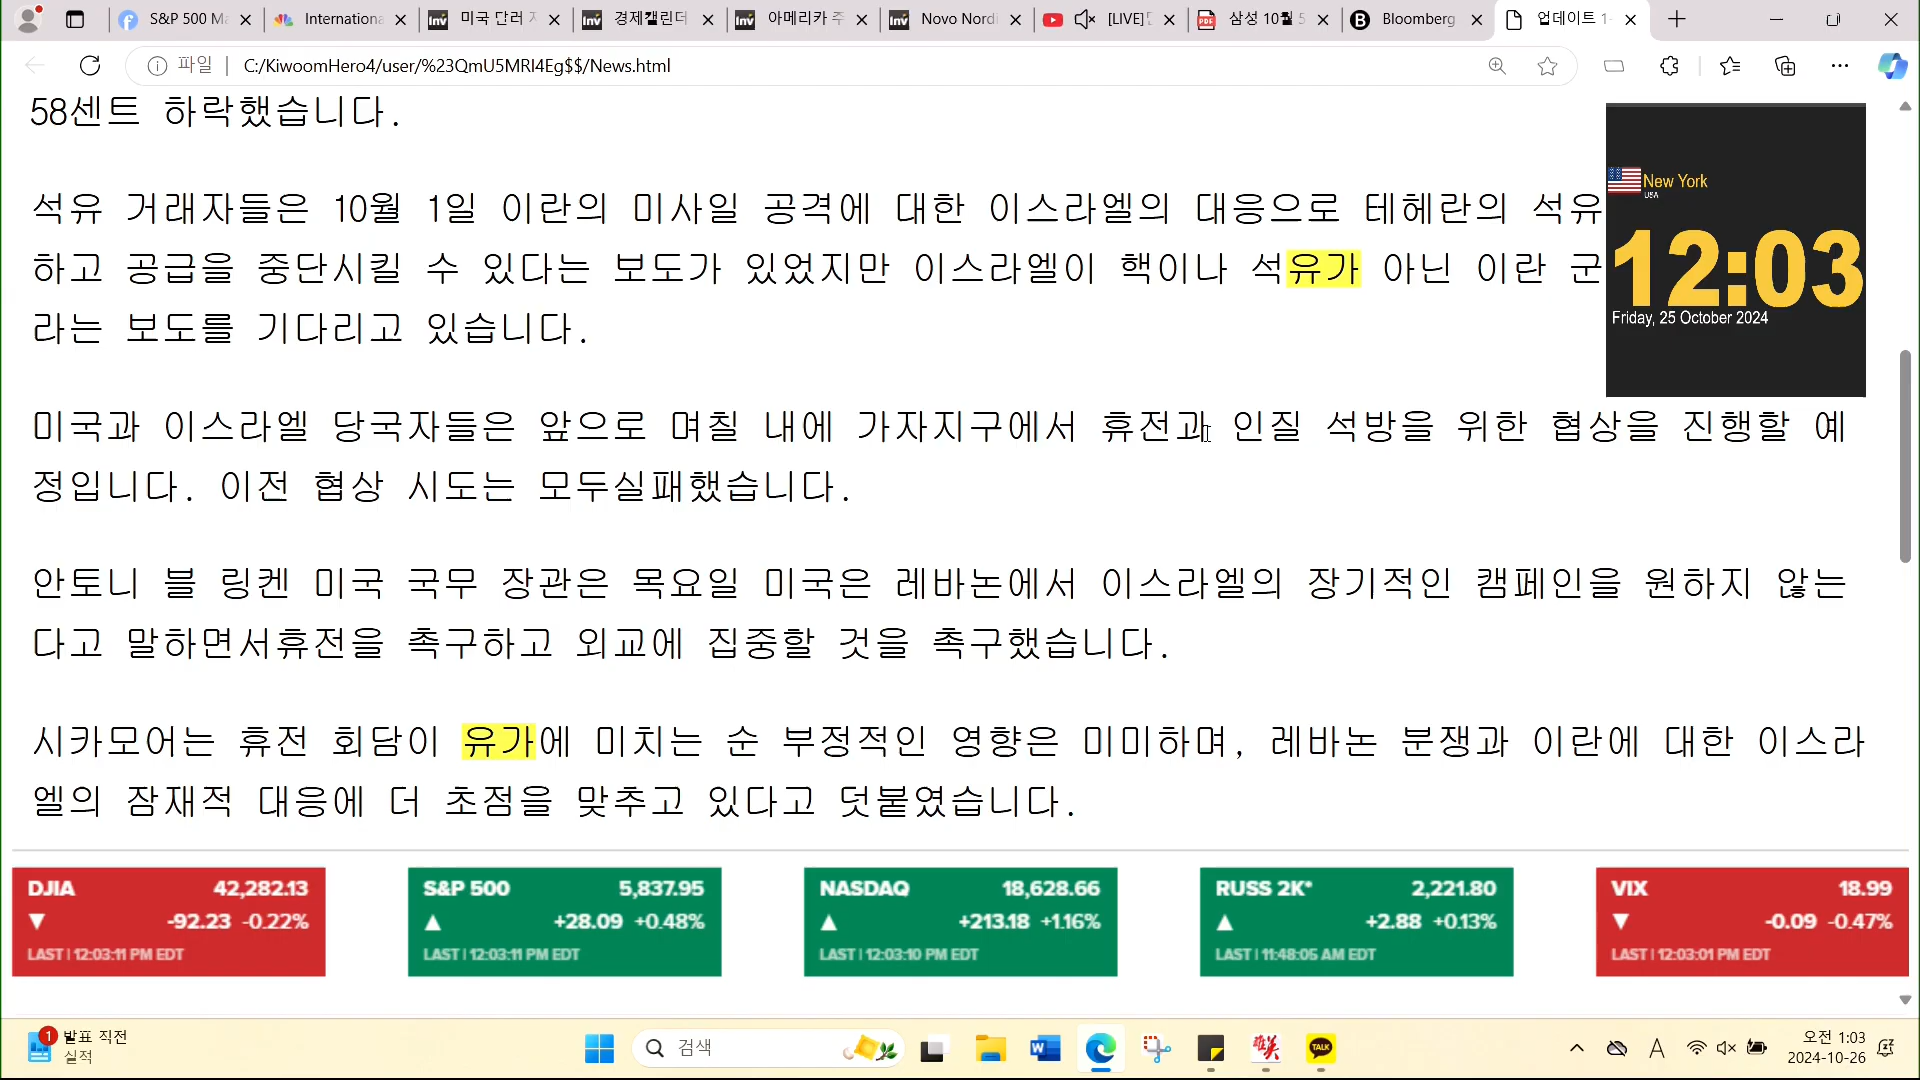 S&P 500 Ma
Internationa
미국 단러 지
경제캘린더
아메리카 주
Novo Nordi
[LIVE]
삼성 10월 5
Bloomberg
업데이트 1-
파일
C:/KiwoomHero4/user/%23QmU5MRI4Eg$$/News.html
58센트 하락했습니다.
석유 거래자들은 10월 1일 이란의 미사일 공격에 대한 이스라엘의 대응으로 테헤란의 석유
하고 공급을 중단시킬 수 있다는 보도가 있었지만 이스라엘이 핵이나 석유가 아닌 이란 군
라는 보도를 기다리고 있습니다.
New York
USA
12:03
Friday, 25 October 2024
미국과 이스라엘 당국자들은 앞으로 며칠 내에 가자지구에서 휴전과 인질 석방을 위한 협상을 진행할 예
정입니다. 이전 협상 시도는 모두실패했습니다.
안토니 블 링켄 미국 국무 장관은 목요일 미국은 레바논에서 이스라엘의 장기적인 캠페인을 원하지 않는
다고 말하면서휴전을 촉구하고 외교에 집중할 것을 촉구했습니다.
시카모어는 휴전 회담이 유가에 미치는 순 부정적인 영향은 미미하며, 레바논 분쟁과 이란에 대한 이스라
엘의 잠재적 대응에 더 초점을 맞추고 있다고 덧붙였습니다.
DJIA 42,282.13
▼ -92.23 -0.22%
LAST | 12:03:11 PM EDT
S&P 500 5,837.95
▲ +28.09 +0.48%
LAST | 12:03:11 PM EDT
NASDAQ 18,628.66
▲ +213.18 +1.16%
LAST | 12:03:10 PM EDT
RUSS 2K* 2,221.80
▲ +2.88 +0.13%
LAST | 11:48:05 AM EDT
VIX 18.99
▼ -0.09 -0.47%
LAST | 12:03:01 PM EDT
1
발표 직전
실적
검색
TALK
A
오전 1:03
2024-10-26